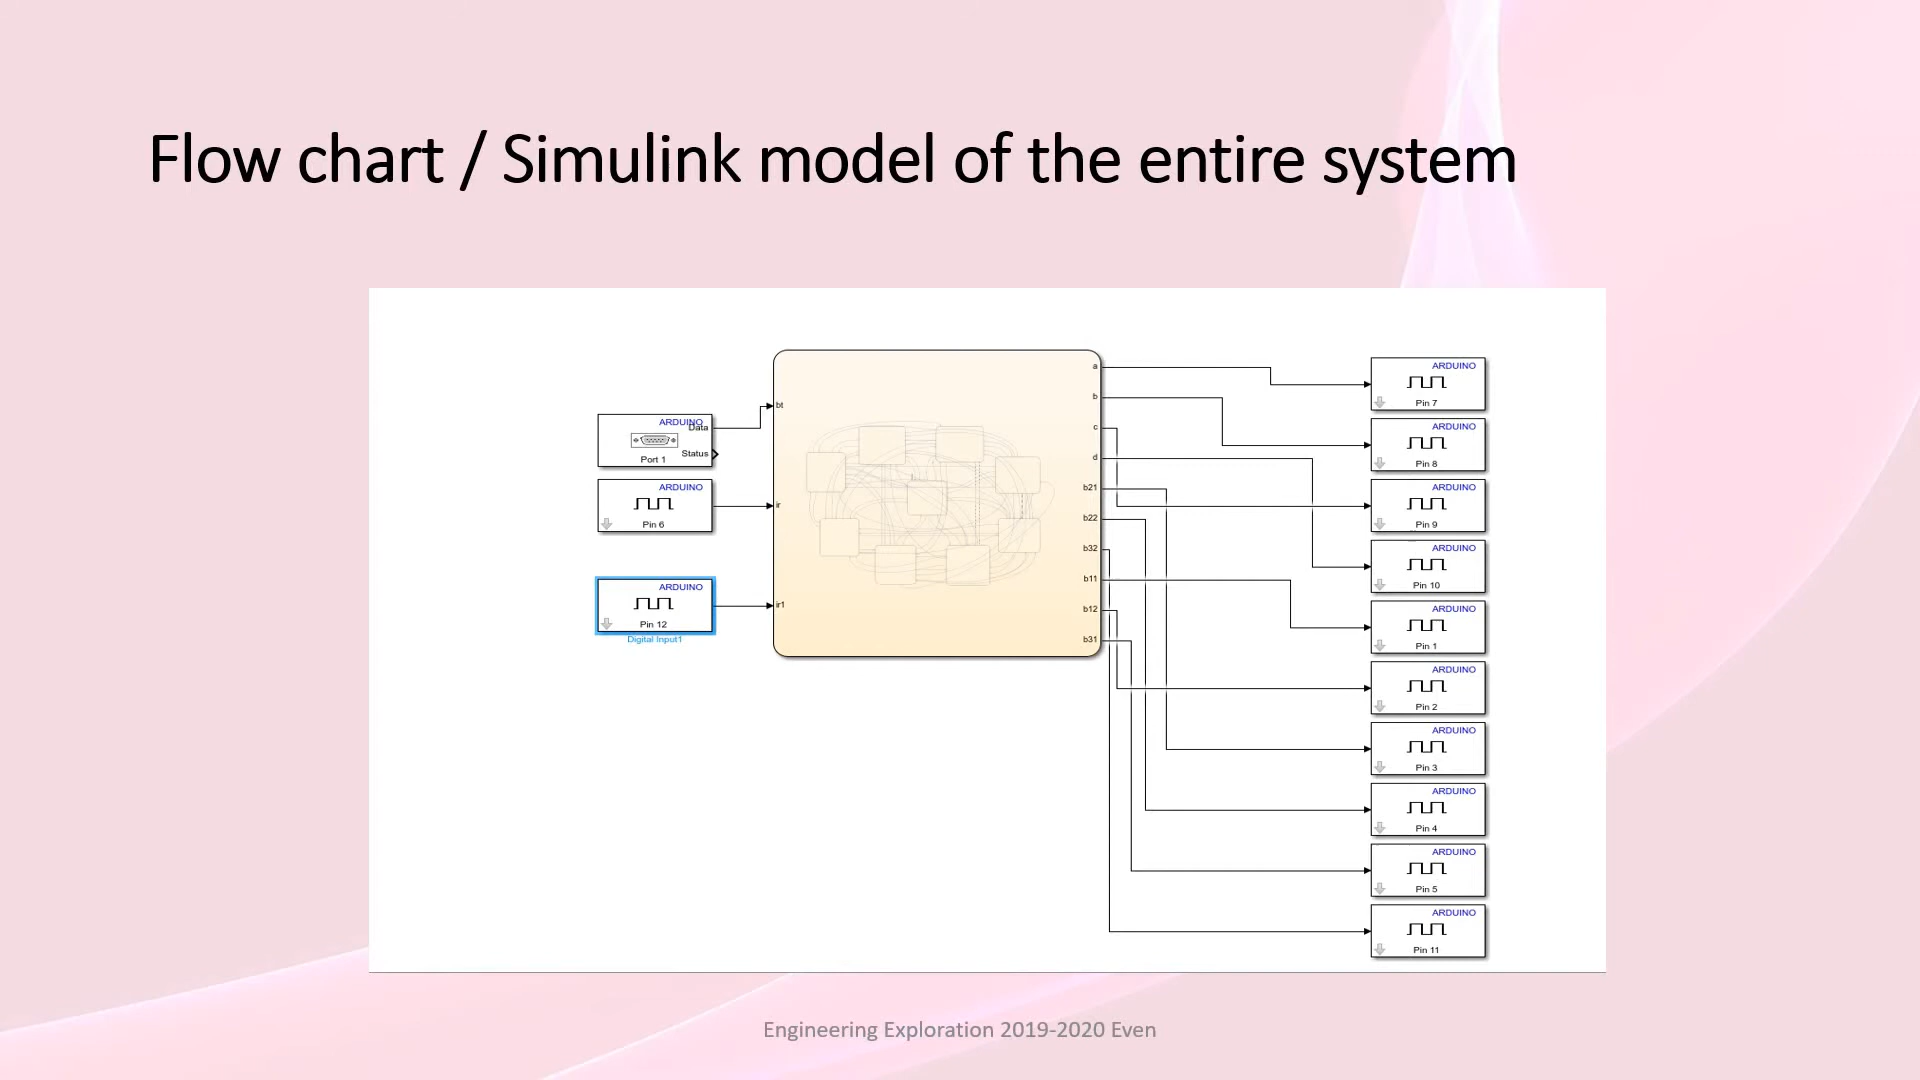 Flow chart / Simulink model of the entire system
ARDUINO
Data
Port 1
Status
ARDUINO
Pin 6
ARDUINO
Pin 12
Digital Input1
bt
ir
ir1
a
b
c
d
b21
b22
b32
b11
b12
b31
ARDUINO
Pin 7
ARDUINO
Pin 8
ARDUINO
Pin 9
ARDUINO
Pin 10
ARDUINO
Pin 1
ARDUINO
Pin 2
ARDUINO
Pin 3
ARDUINO
Pin 4
ARDUINO
Pin 5
ARDUINO
Pin 11
Engineering Exploration 2019-2020 Even